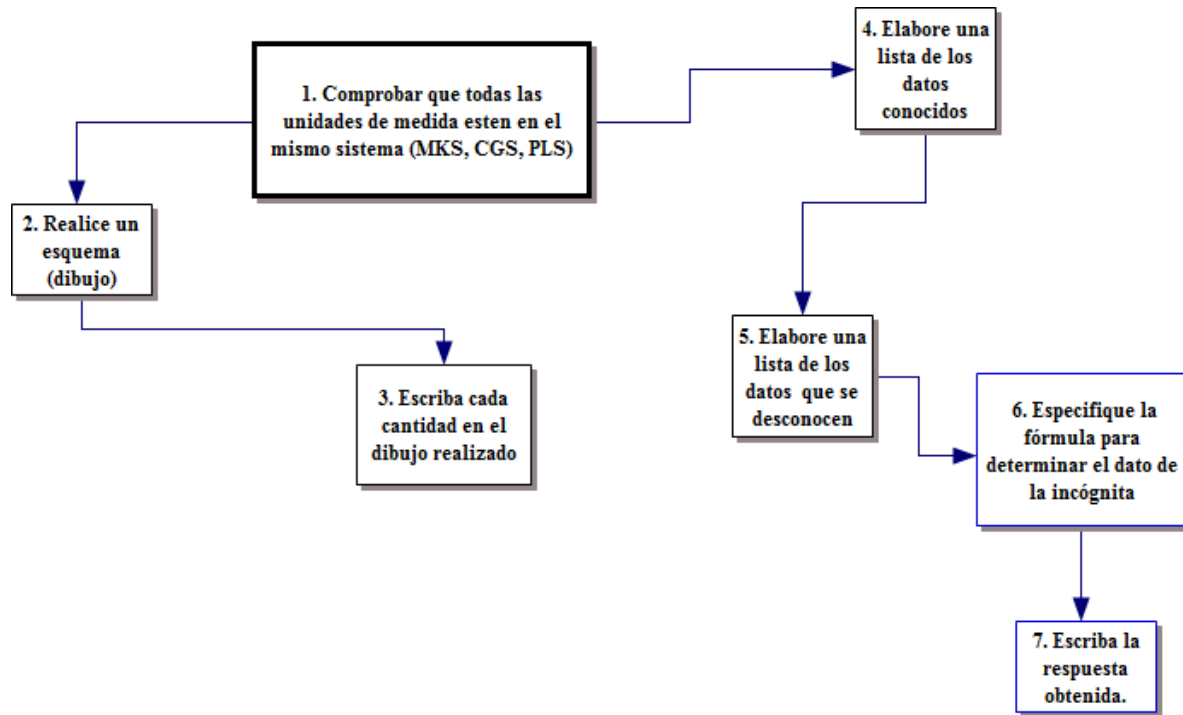 1. Comprobar que todas las
unidades de medida esten en el
mismo sistema (MKS, CGS, PLS)
2. Realice un
esquema
(dibujo)
3. Escriba cada
cantidad en el
dibujo realizado
4. Elabore una
lista de los
datos
conocidos
5. Elabore una
lista de los
datos que se
desconocen
6. Especifique la
fórmula para
determinar el dato de
la incógnita
7. Escriba la
respuesta
obtenida.